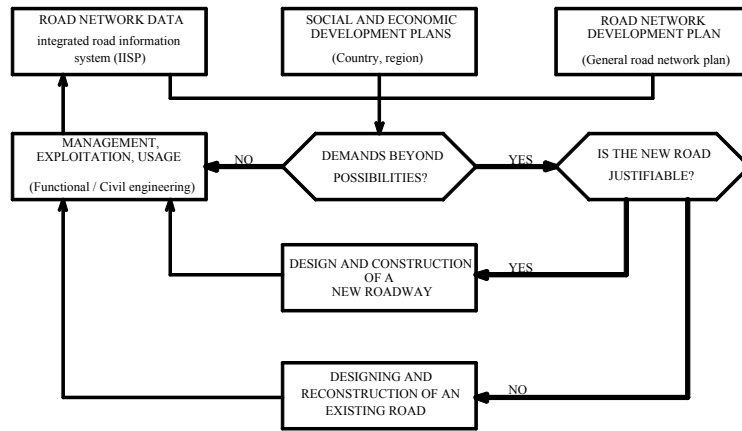 ROAD NETWORK DATA
integrated road information
system (IISP)
SOCIAL AND ECONOMIC
DEVELOPMENT PLANS
(Country, region)
ROAD NETWORK
DEVELOPMENT PLAN
(General road network plan)
MANAGEMENT,
EXPLOITATION, USAGE
(Functional / Civil engineering)
NO
DEMANDS BEYOND
POSSIBILITIES?
YES
IS THE NEW ROAD
JUSTIFIABLE?
DESIGN AND CONSTRUCTION
OF A
NEW ROADWAY
YES
DESIGNING AND
RECONSTRUCTION OF AN
EXISTING ROAD
NO